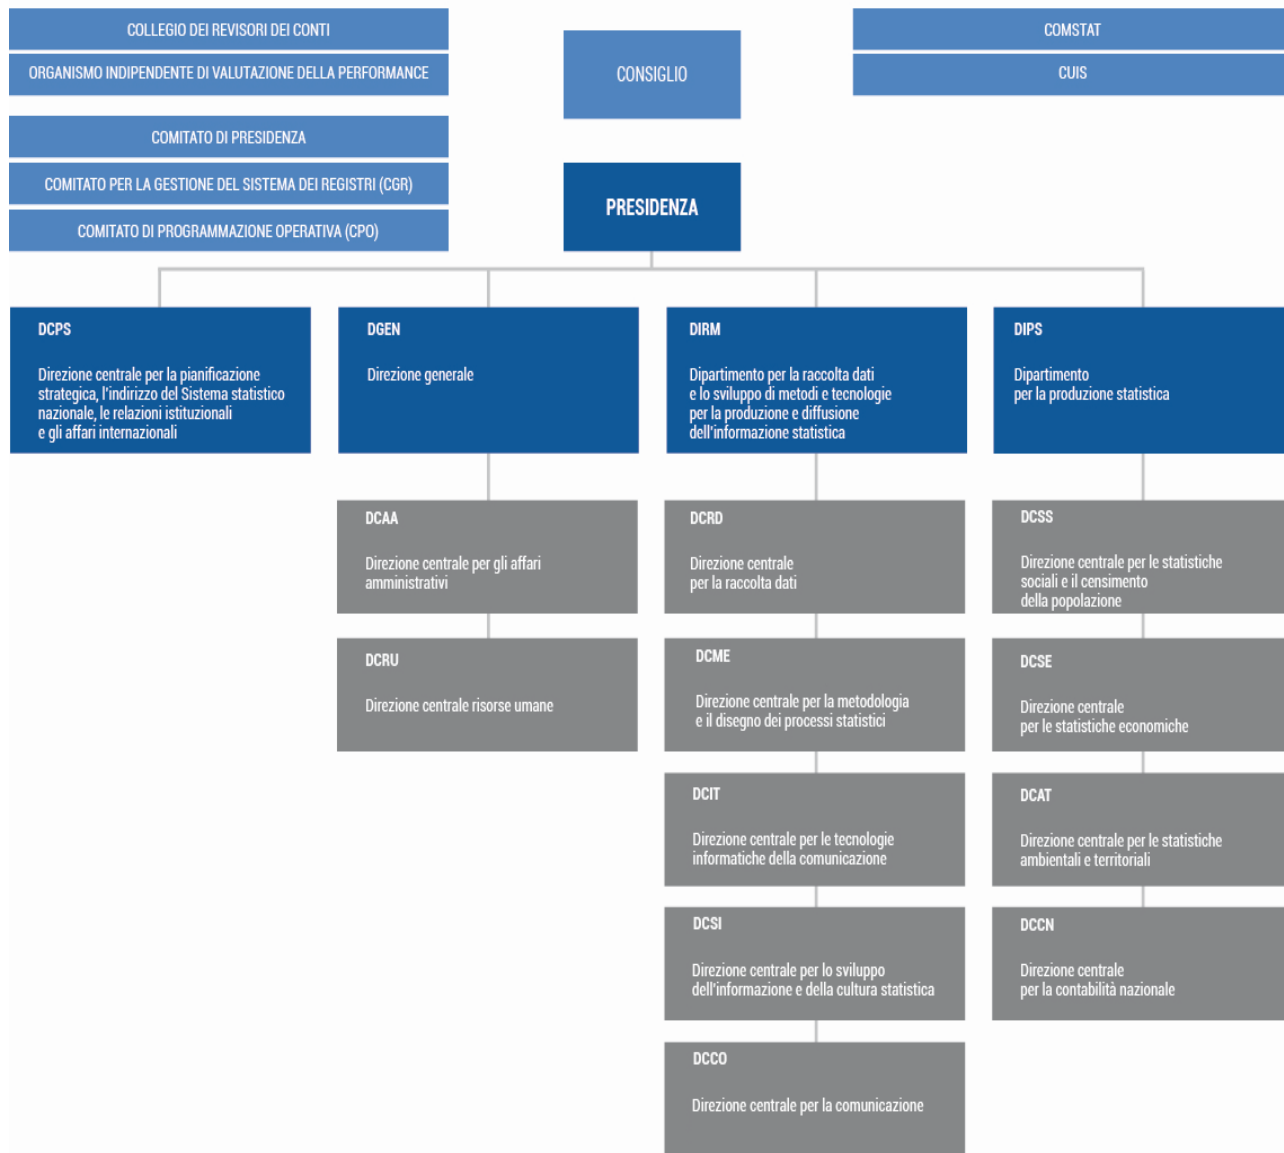 COLLEGIO DEI REVISORI DEI CONTI
ORGANISMO INDIPENDENTE DI VALUTAZIONE DELLA PERFORMANCE
CONSIGLIO
COMSTAT
CUIS
COMITATO DI PRESIDENZA
COMITATO PER LA GESTIONE DEL SISTEMA DEI REGISTRI (CGR)
COMITATO DI PROGRAMMAZIONE OPERATIVA (CPO)
PRESIDENZA
DCPS
Direzione centrale per la pianificazione
strategica, l'indirizzo del Sistema statistico
nazionale, le relazioni istituzionali
e gli affari internazionali
DGEN
Direzione generale
DIRM
Dipartimento per la raccolta dati
e lo sviluppo di metodi e tecnologie
per la produzione e diffusione
dell'informazione statistica
DIPS
Dipartimento
per la produzione statistica
DCAA
Direzione centrale per gli affari
amministrativi
DCRU
Direzione centrale risorse umane
DCRD
Direzione centrale
per la raccolta dati
DCME
Direzione centrale per la metodologia
e il disegno dei processi statistici
DCIT
Direzione centrale per le tecnologie
informatiche della comunicazione
DCSI
Direzione centrale per lo sviluppo
dell'informazione e della cultura statistica
DCCO
Direzione centrale per la comunicazione
DCSS
Direzione centrale per le statistiche
sociali e il censimento
della popolazione
DCSE
Direzione centrale
per le statistiche economiche
DCAT
Direzione centrale per le statistiche
ambientali e territoriali
DCCN
Direzione centrale
per la contabilità nazionale